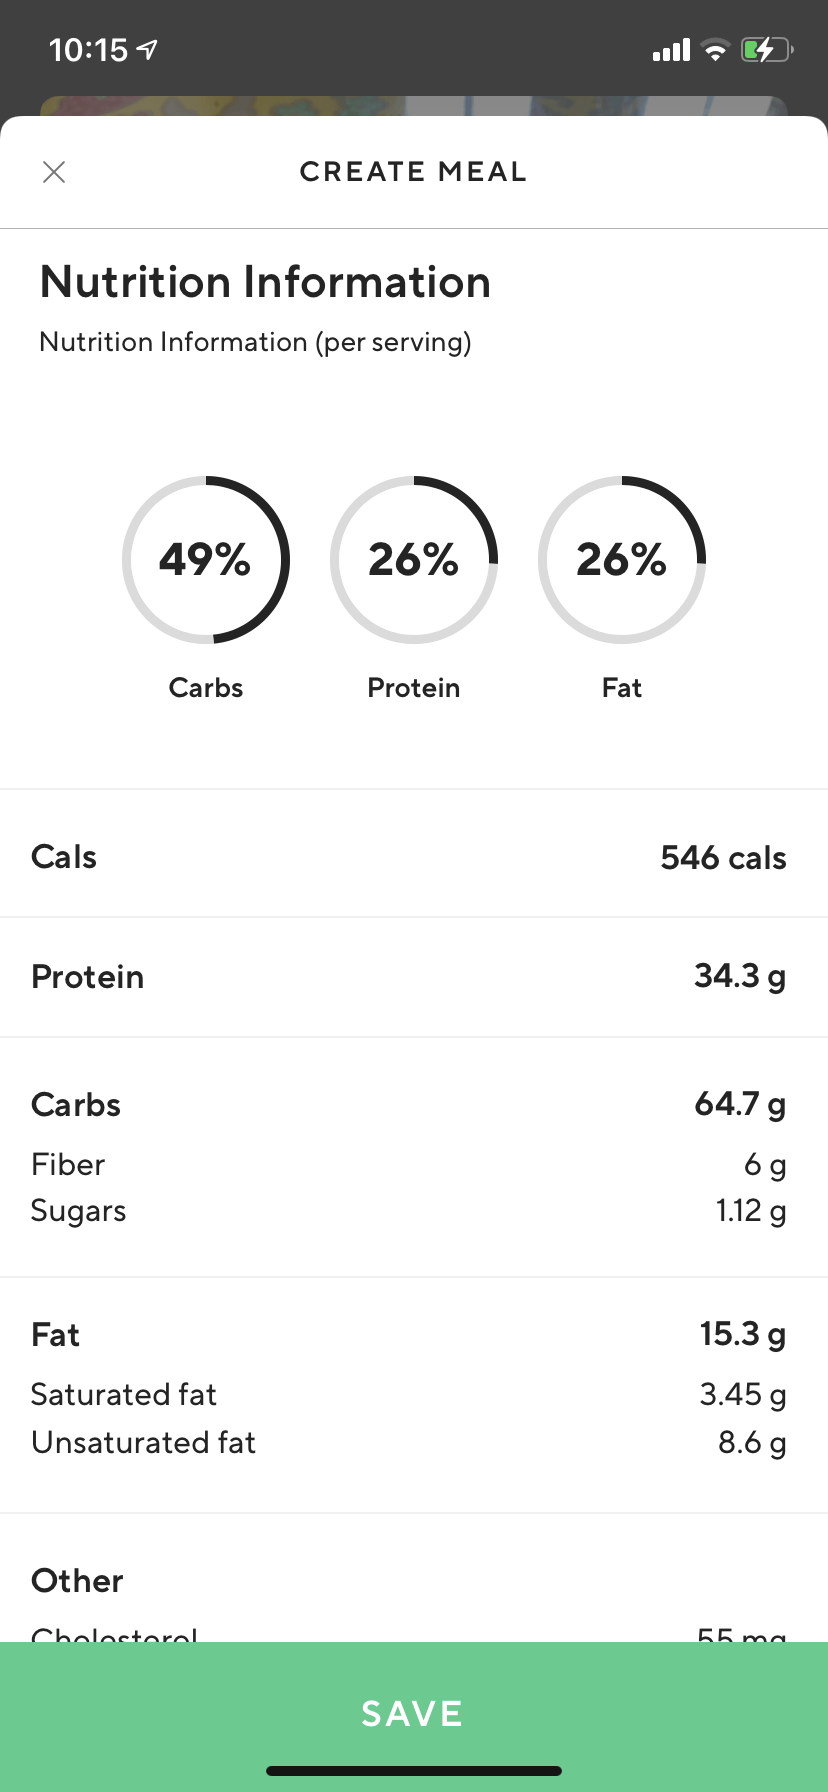 10:15
CREATE MEAL
Nutrition Information
Nutrition Information (per serving)
49% 26% 26%
Carbs Protein Fat
Cals 546 cals
Protein 34.3 g
Carbs 64.7 g
Fiber 6 g
Sugars 1.12 g
Fat 15.3 g
Saturated fat 3.45 g
Unsaturated fat 8.6 g
Other
Cholesterol 55 mg
SAVE